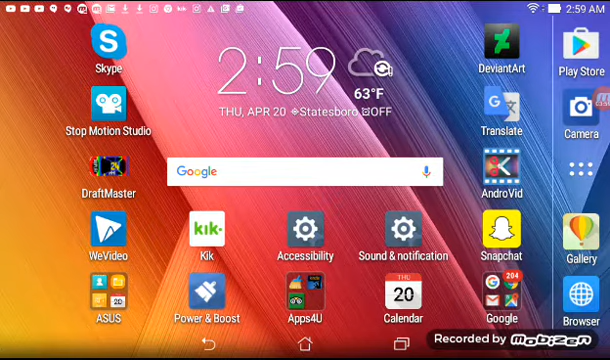 2:59 AM
2:59
63°F
THU, APR 20 Statesboro OFF
Google
Skype
DeviantArt
Play Store
Stop Motion Studio
Translate
Camera
DraftMaster
AndroVid
WeVideo
kik.
Kik
Accessibility
Sound & notification
Snapchat
Gallery
20
ASUS
Power & Boost
Apps4U
THU
20
Calendar
204
Google
Browser
Recorded by MOBIZEN